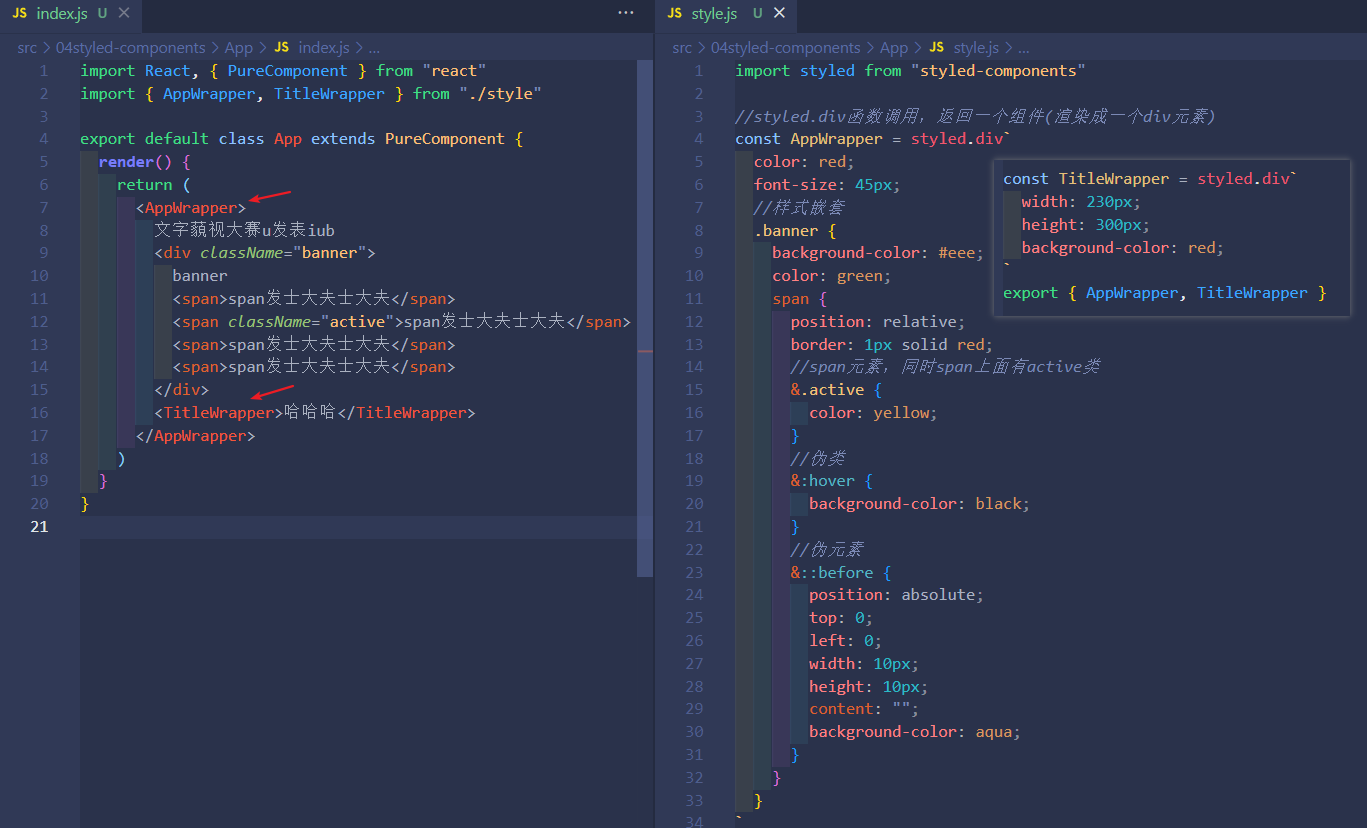 JS index.js U ×
src > 04styled-components > App > JS index.js > ...
1 import React, { PureComponent } from "react"
2 import { AppWrapper, TitleWrapper } from "./style"
3
4 export default class App extends PureComponent {
5 render() {
6 return (
7 <AppWrapper>
8 文字藐视大赛u发表iub
9 <div className="banner">
10 banner
11 <span>span发士大夫士大夫</span>
12 <span className="active">span发士大夫士大夫</span>
13 <span>span发士大夫士大夫</span>
14 <span>span发士大夫士大夫</span>
15 </div>
16 <TitleWrapper>哈哈哈</TitleWrapper>
17 </AppWrapper>
18 )
19 }
20 }
21
JS style.js U ×
src > 04styled-components > App > JS style.js > ...
1 import styled from "styled-components"
2
3 //styled.div函数调用，返回一个组件(渲染成一个div元素)
4 const AppWrapper = styled.div`
5 color: red;
6 font-size: 45px;
7 //样式嵌套
8 .banner {
9 background-color: #eee;
10 color: green;
11 span {
12 position: relative;
13 border: 1px solid red;
14 //span元素，同时span上面有active类
15 &.active {
16 color: yellow;
17 }
18 //伪类
19 &:hover {
20 background-color: black;
21 }
22 //伪元素
23 &::before {
24 position: absolute;
25 top: 0;
26 left: 0;
27 width: 10px;
28 height: 10px;
29 content: "";
30 background-color: aqua;
31 }
32 }
33 }
34 `
const TitleWrapper = styled.div`
width: 230px;
height: 300px;
background-color: red;
`
export { AppWrapper, TitleWrapper }